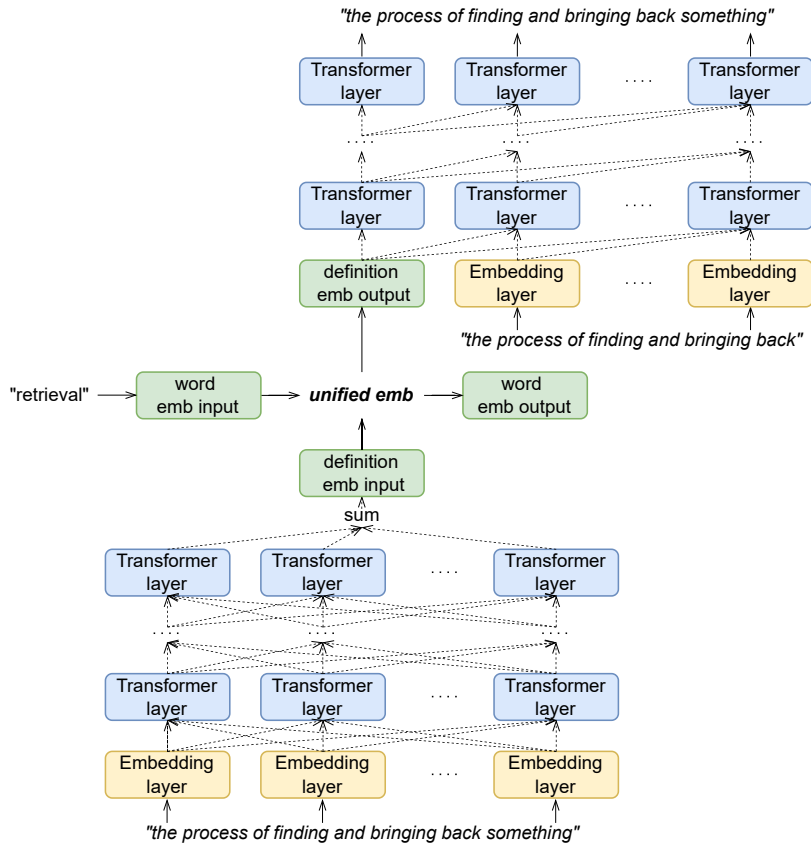 "the process of finding and bringing back something"
Transformer layer Transformer layer .... Transformer layer
.... .... ....
Transformer layer Transformer layer .... Transformer layer
definition emb output Embedding layer .... Embedding layer
"the process of finding and bringing back"
"retrieval" word emb input unified emb word emb output
definition emb input
sum
Transformer layer Transformer layer .... Transformer layer
.... .... ....
Transformer layer Transformer layer .... Transformer layer
Embedding layer Embedding layer .... Embedding layer
"the process of finding and bringing back something"